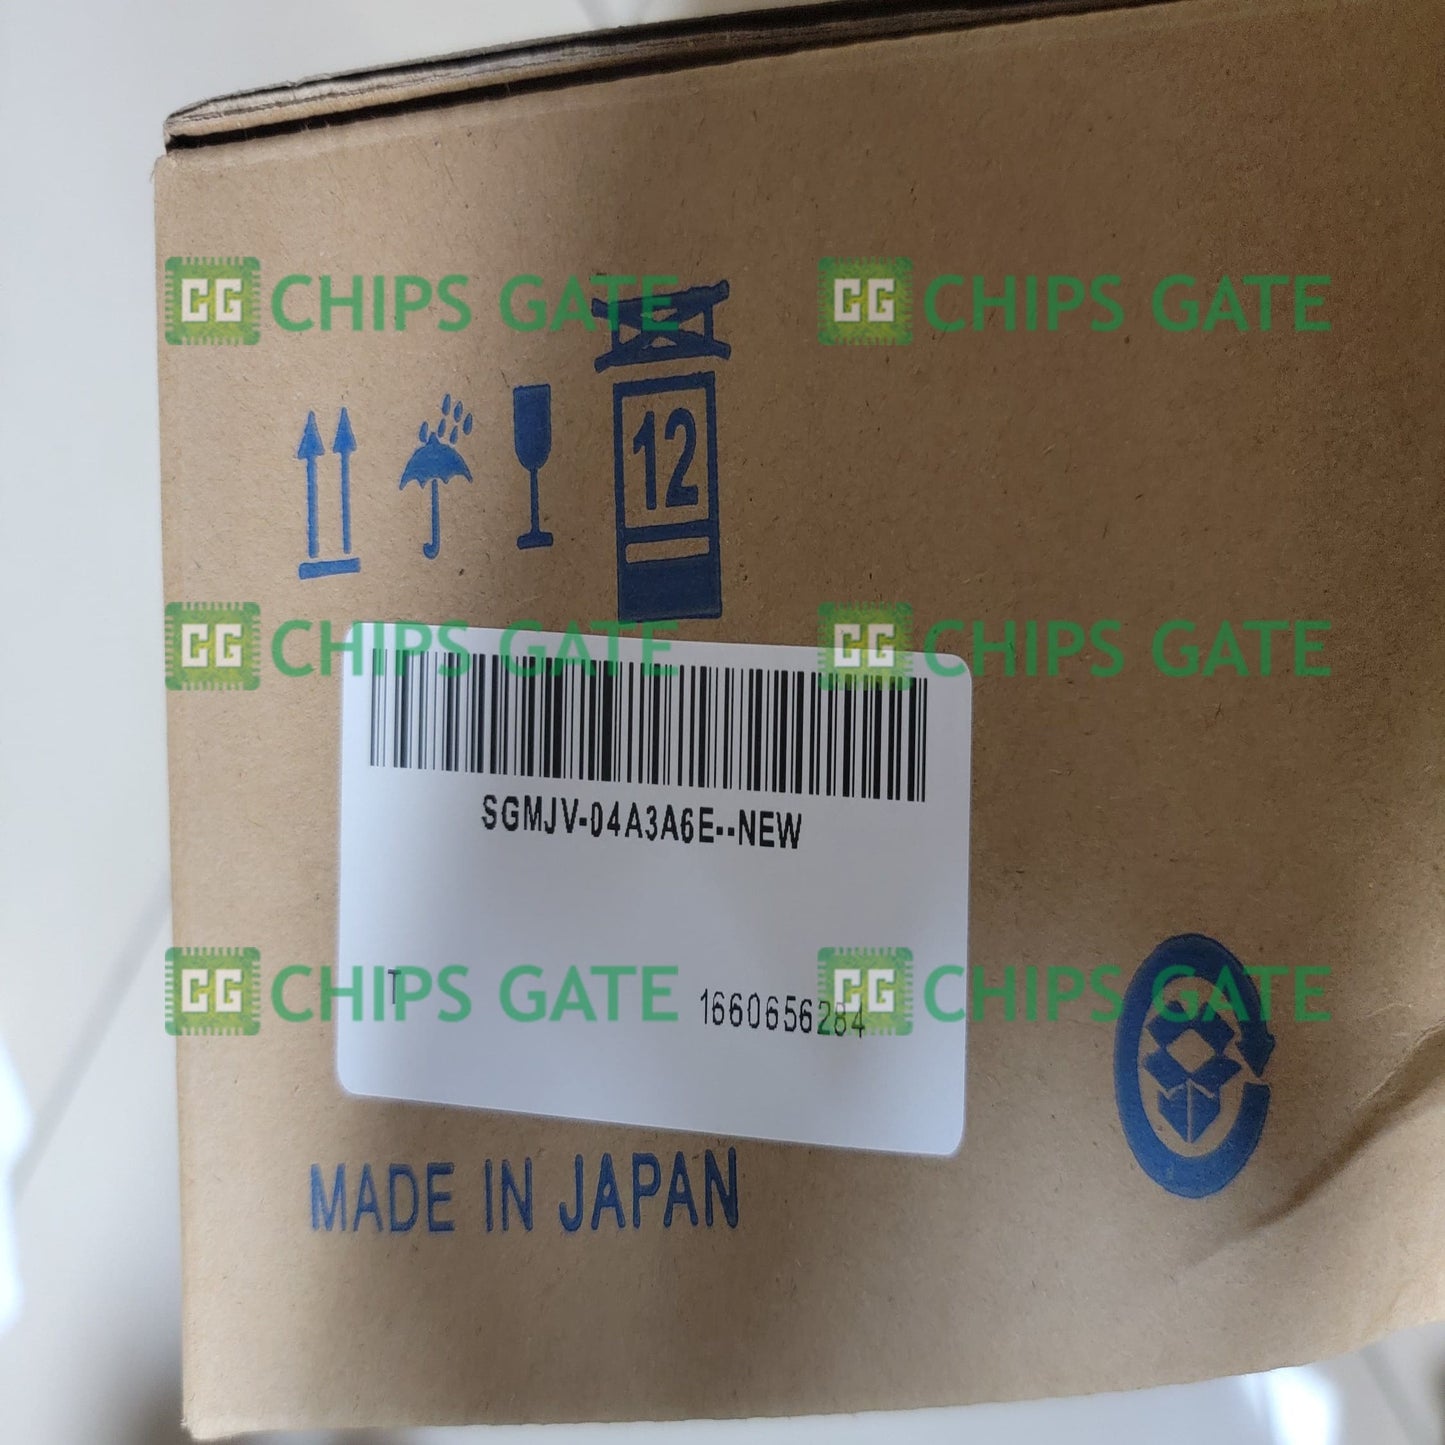 CG CHIPS GATE CG CHIPS GATE
12
CG CHIPS GATE CG CHIPS GATE
SGMJV-04A3A6E--NEW
CG CHIPS GATE CG CHIPS GATE
T 1660656284
MADE IN JAPAN